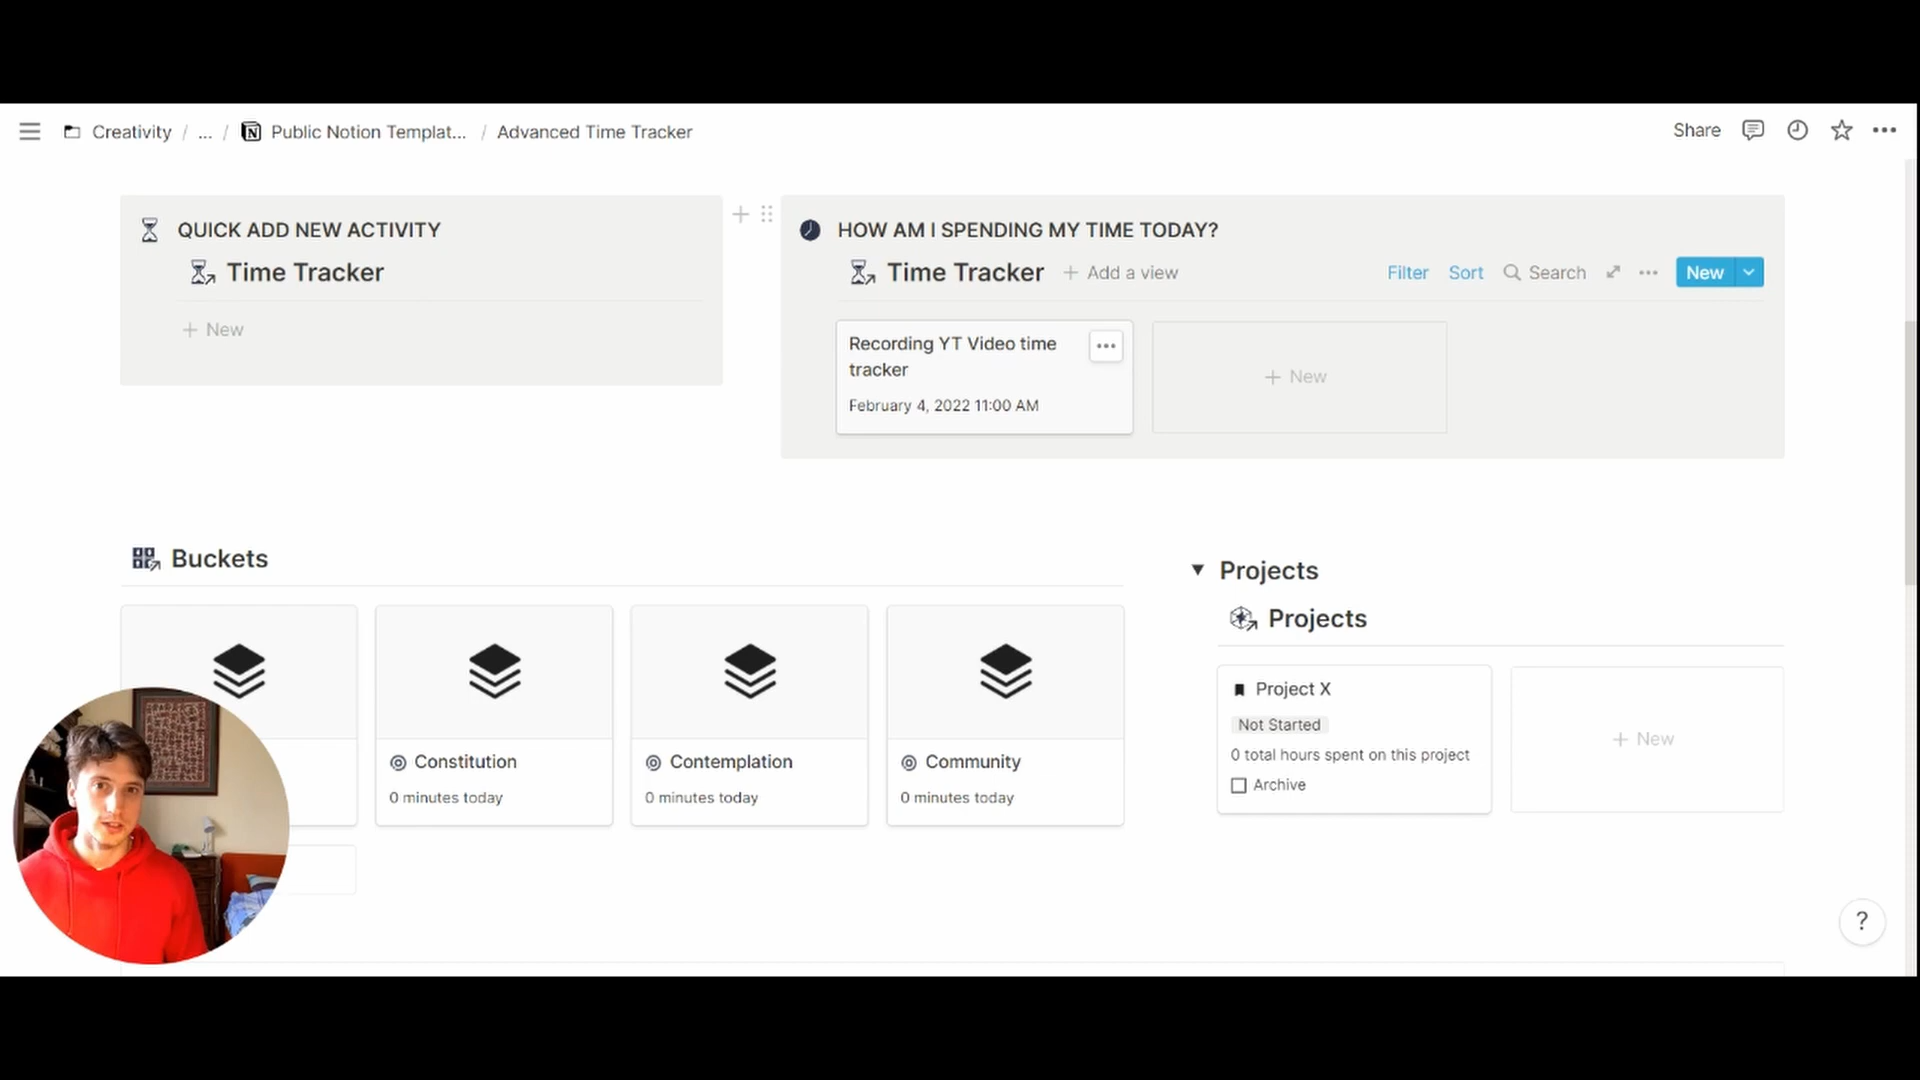 Creativity / ... / Public Notion Templat... / Advanced Time Tracker
Share
QUICK ADD NEW ACTIVITY
Time Tracker
+ New
HOW AM I SPENDING MY TIME TODAY?
Time Tracker + Add a view Filter Sort Search New
Recording YT Video time
tracker
February 4, 2022 11:00 AM
+ New
Buckets
Constitution
0 minutes today
Contemplation
0 minutes today
Community
0 minutes today
Projects
Projects
Project X
Not Started
0 total hours spent on this project
Archive
+ New
?